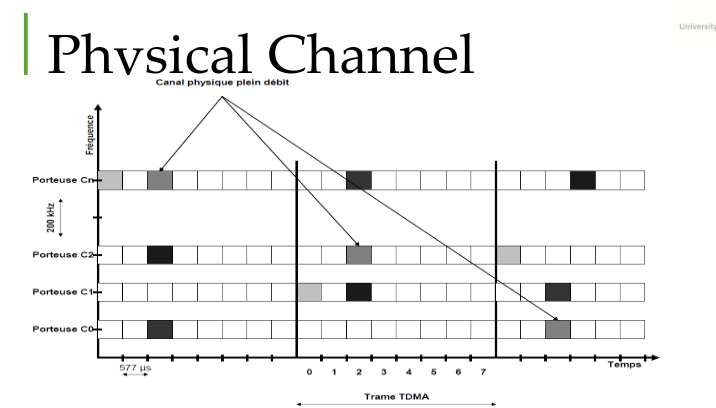 University
Physical Channel
Canal physique plein débit
Fréquence
Porteuse Cn
200 kHz
Porteuse C2
Porteuse C1
Porteuse C0
577 µs
0 1 2 3 4 5 6 7
Temps
Trame TDMA